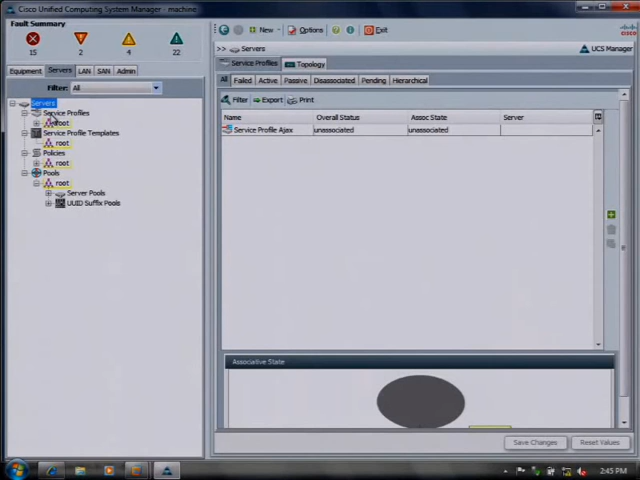 Cisco Unified Computing System Manager - machine
Fault Summary
15 2 4 22
Equipment Servers LAN SAN Admin
Filter: All
Servers
Service Profiles
root
Service Profile Templates
root
Policies
root
Pools
root
Server Pools
UUID Suffix Pools
New Options Exit
cisco
>> Servers
UCS Manager
Service Profiles Topology
All Failed Active Passive Disassociated Pending Hierarchical
Filter Export Print
Name Overall Status Assoc State Server
Service Profile Ajax unassociated unassociated
Associative State
Save Changes Reset Values
2:45 PM